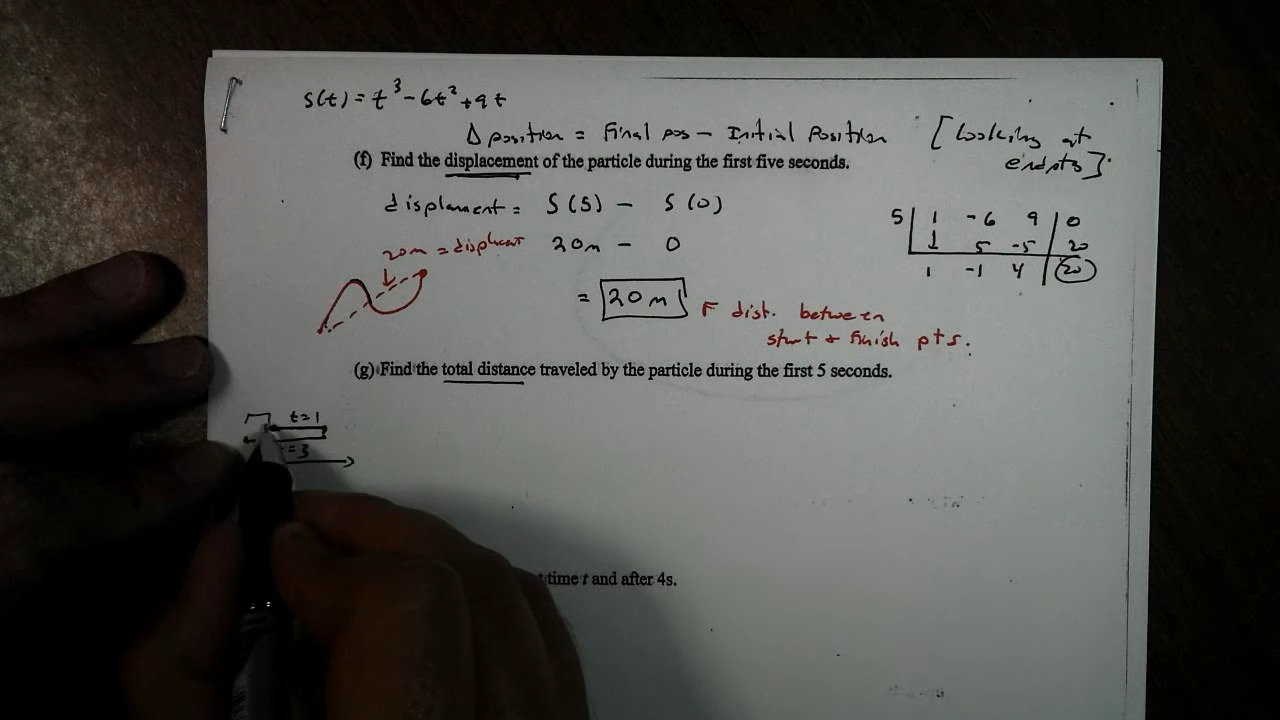 s(t) = t³ - 6t² + 9t
Δ position = Final pos - Initial Position [looking at endpts].
(f) Find the displacement of the particle during the first five seconds.
displament = S(5) - S(0)
20m = displacent 20m - 0
= 20m
dist. between
start + finish pts.
5 1 -6 9 0
↓ 5 -5 20
1 -1 4 20
(g) Find the total distance traveled by the particle during the first 5 seconds.
t=1
=3
time t and after 4s.